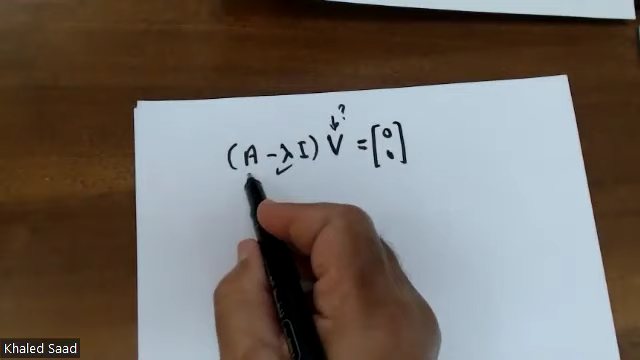 ?
↓
(A - λI) V = [0 0]
Khaled Saad